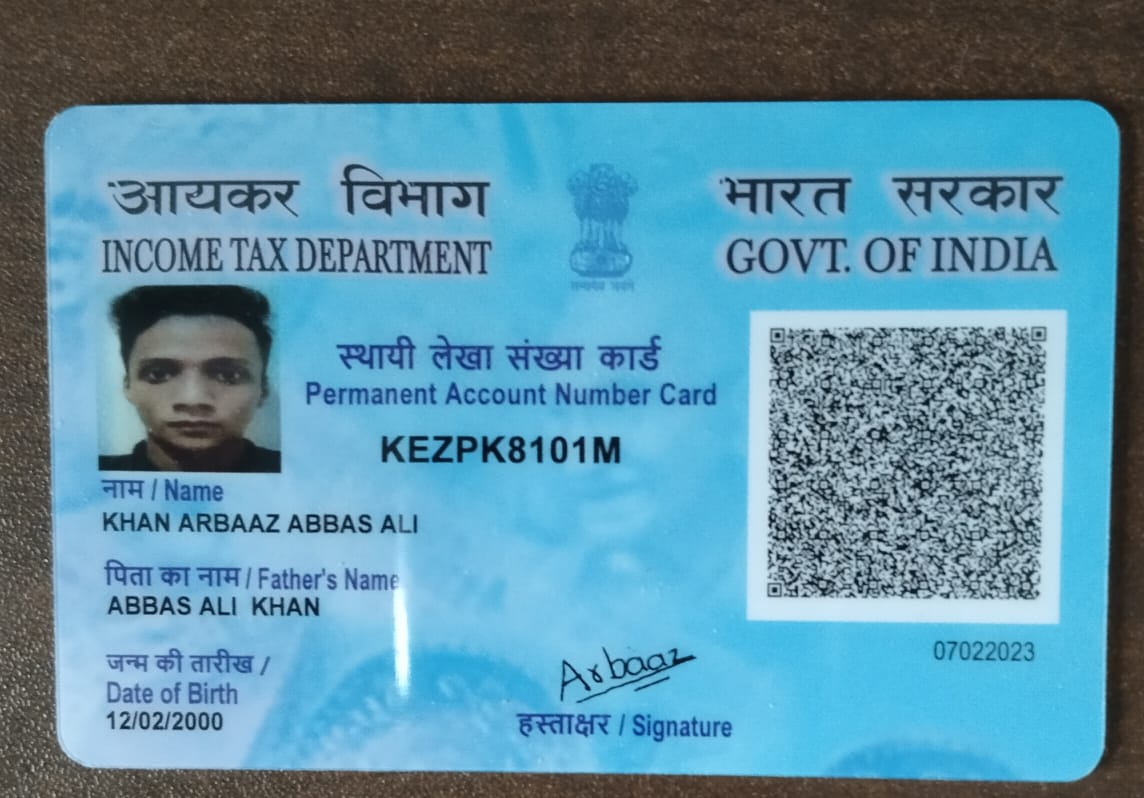 आयकर विभाग
INCOME TAX DEPARTMENT
भारत सरकार
GOVT. OF INDIA
सत्यमेव जयते
स्थायी लेखा संख्या कार्ड
Permanent Account Number Card
KEZPK8101M
नाम / Name
KHAN ARBAAZ ABBAS ALI
पिता का नाम / Father's Name
ABBAS ALI KHAN
जन्म की तारीख /
Date of Birth
12/02/2000
Arbaaz
हस्ताक्षर / Signature
07022023